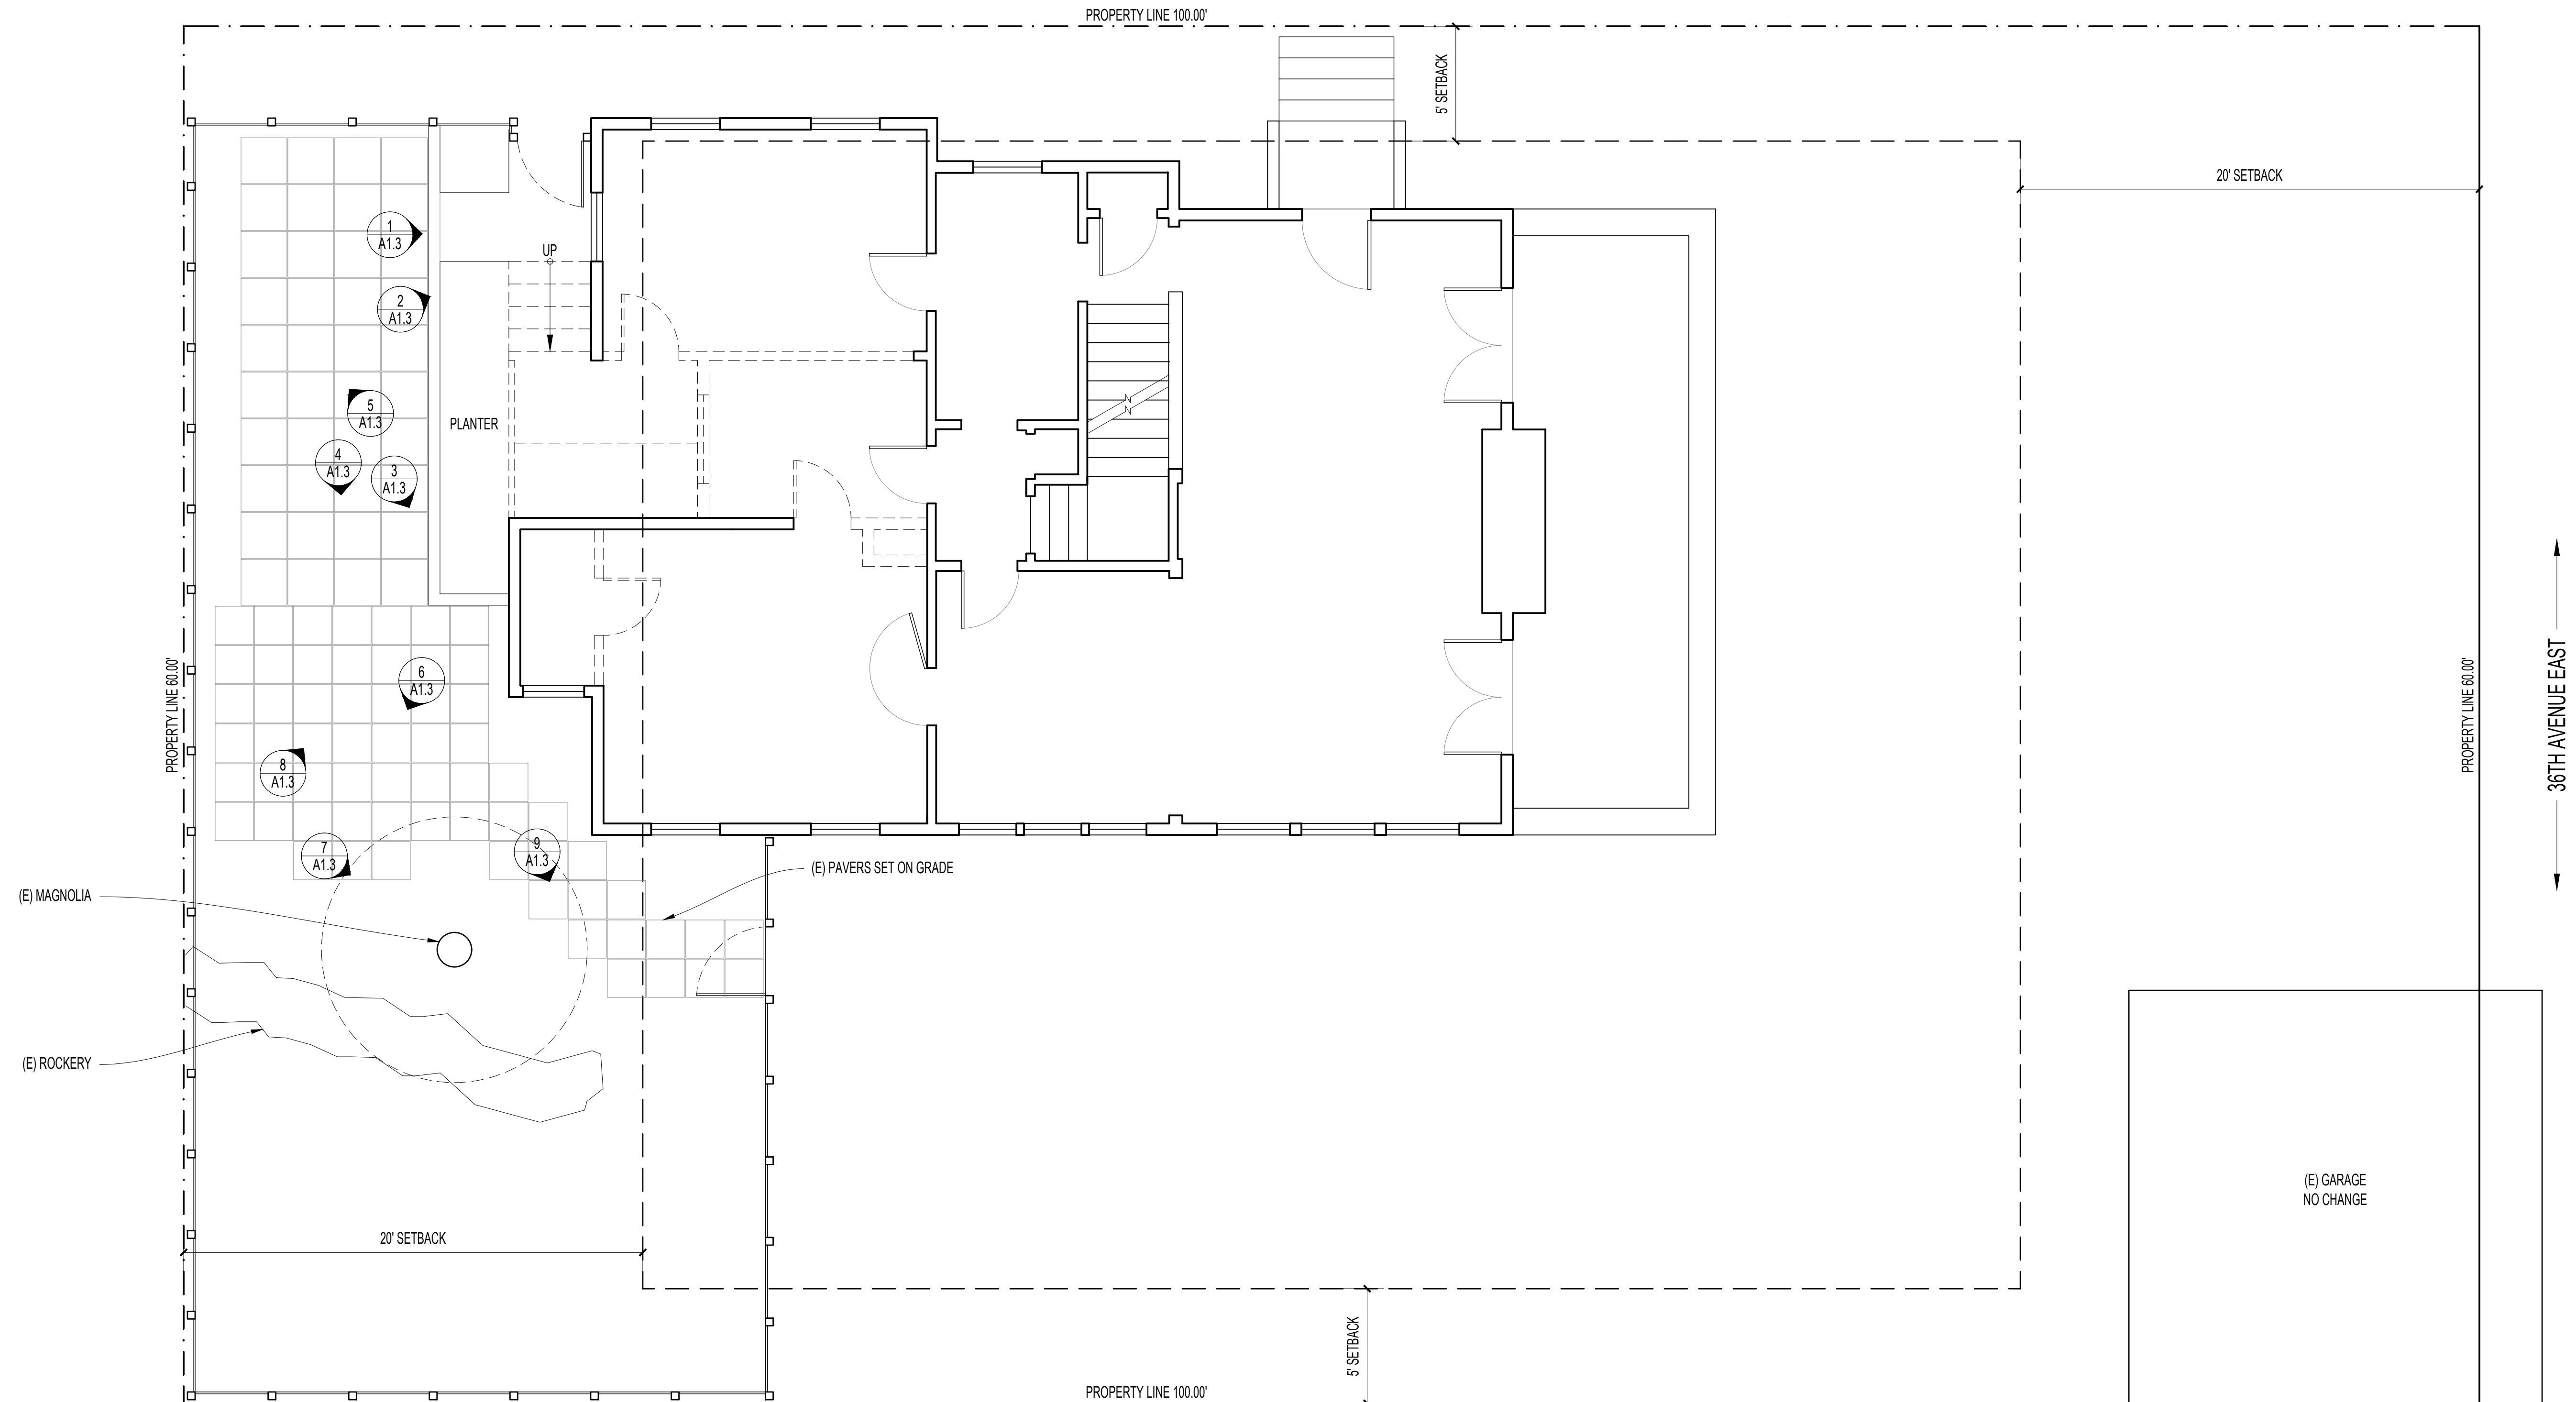 PROPERTY LINE 100.00'
5' SETBACK
20' SETBACK
1
A1.3
UP
2
A1.3
5
A1.3
PLANTER
4
A1.3
3
A1.3
6
A1.3
PROPERTY LINE 60.00'
PROPERTY LINE 60.00'
36TH AVENUE EAST
8
A1.3
7
A1.3
9
A1.3
(E) PAVERS SET ON GRADE
(E) MAGNOLIA
(E) ROCKERY
(E) GARAGE
NO CHANGE
20' SETBACK
5' SETBACK
PROPERTY LINE 100.00'